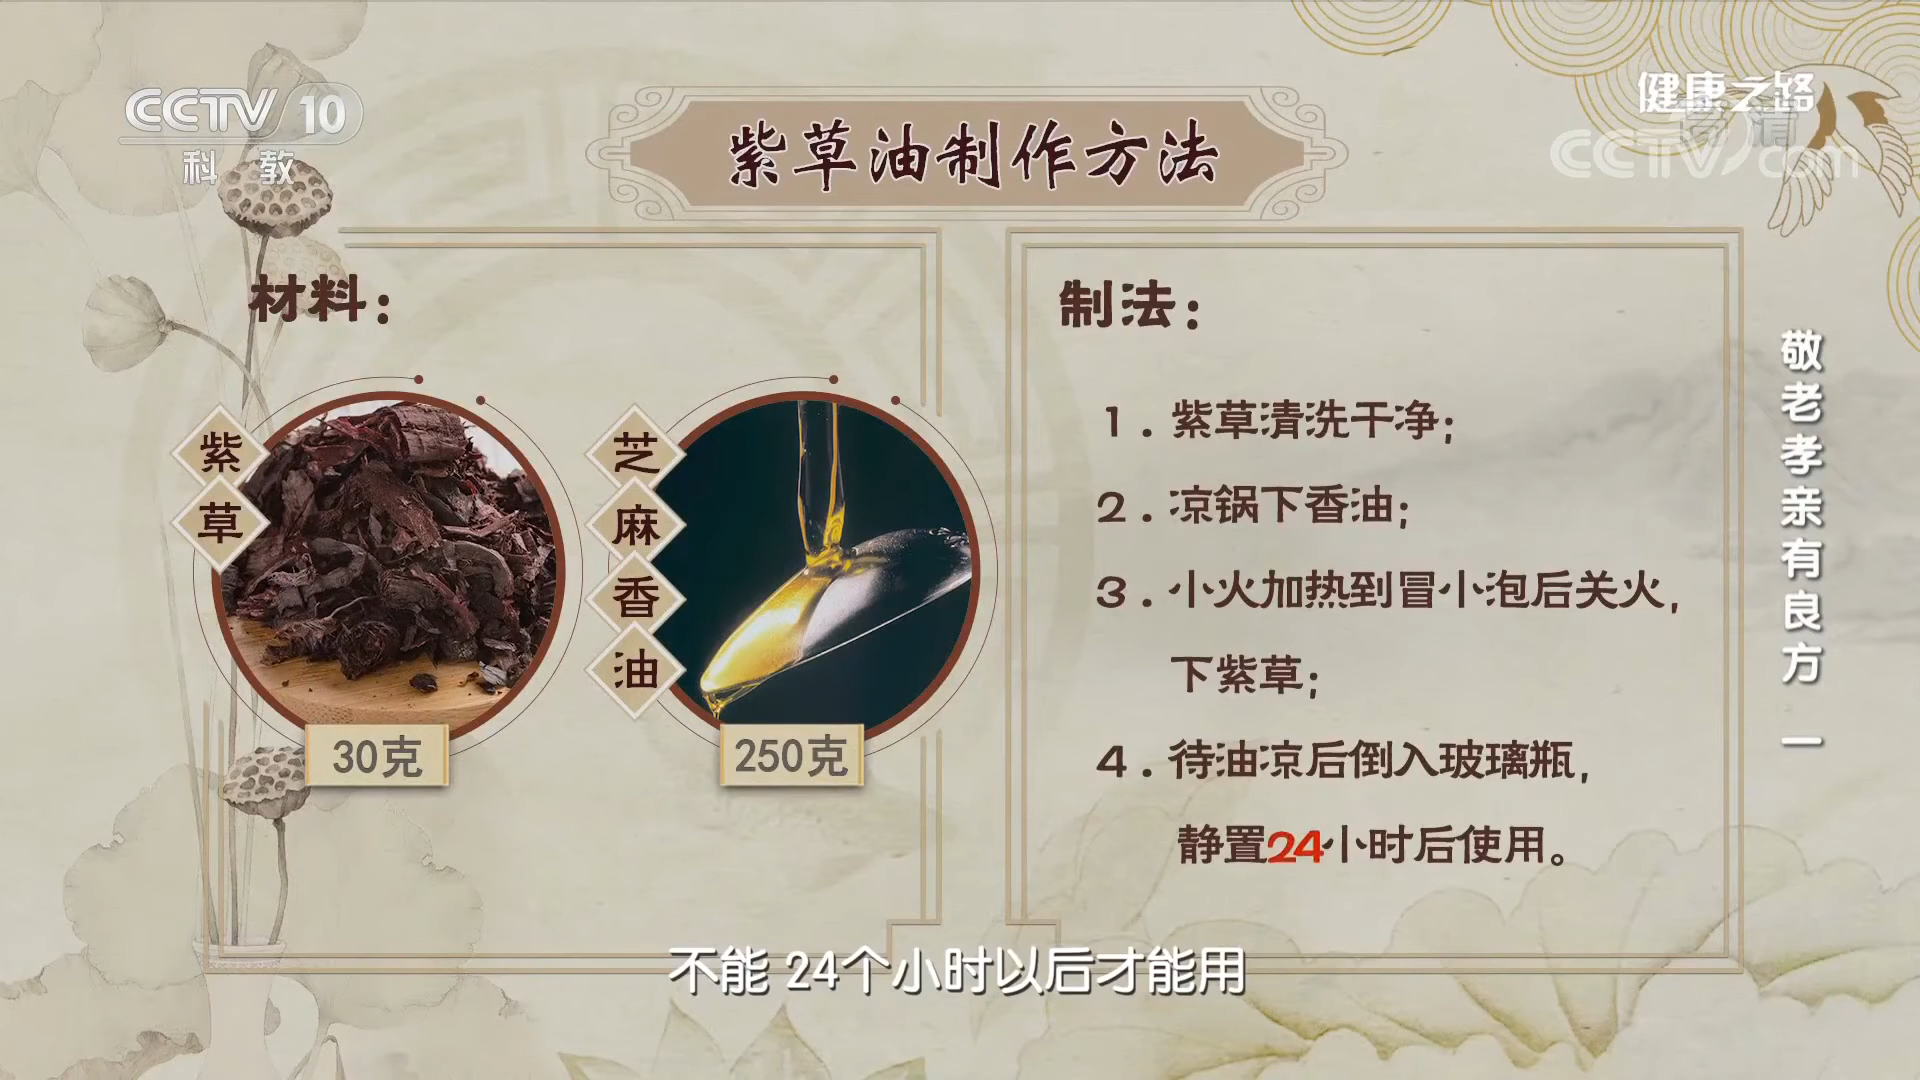 CCTV 10
科教
健康之路
高清
CCTV.com
紫草油制作方法
材料：
紫草
30克
芝麻香油
250克
制法：
1．紫草清洗干净；
2．凉锅下香油；
3．小火加热到冒小泡后关火，
下紫草；
4．待油凉后倒入玻璃瓶，
静置24小时后使用。
敬老孝亲有良方 一
不能 24个小时以后才能用